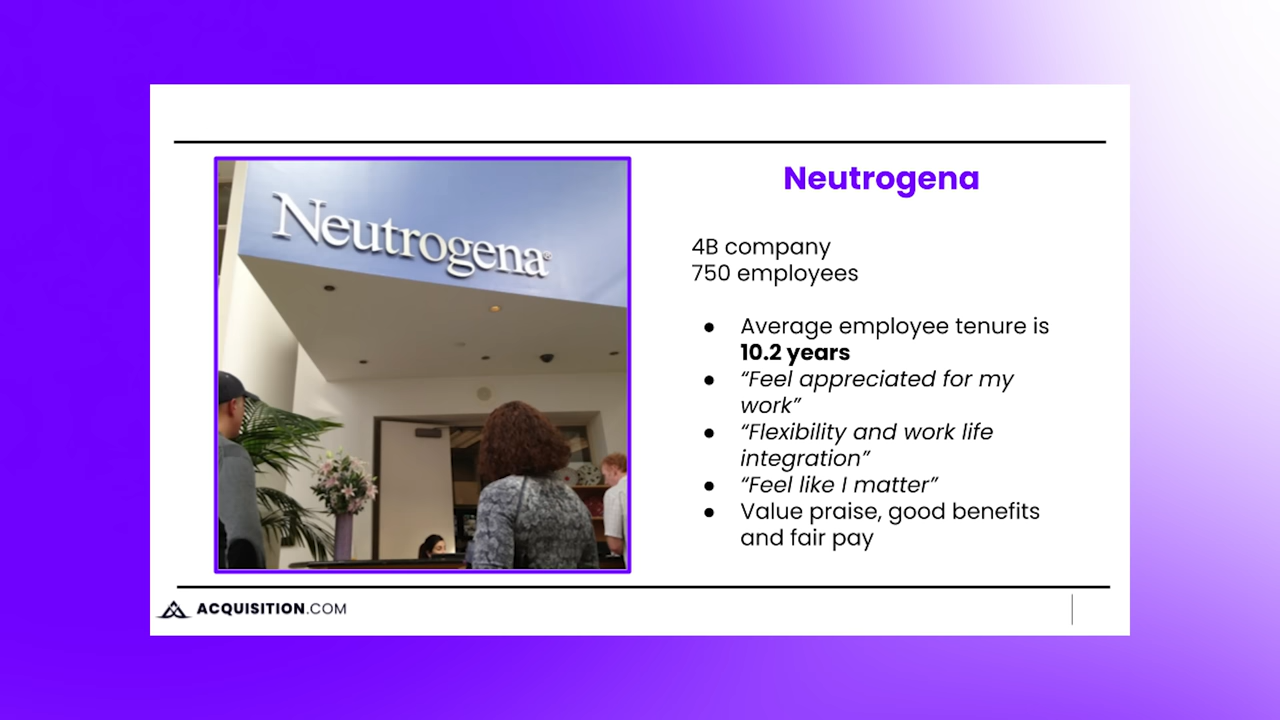 Neutrogena®
Neutrogena
4B company
750 employees
● Average employee tenure is
10.2 years
● “Feel appreciated for my
work”
● “Flexibility and work life
integration”
● “Feel like I matter”
● Value praise, good benefits
and fair pay
ACQUISITION.COM